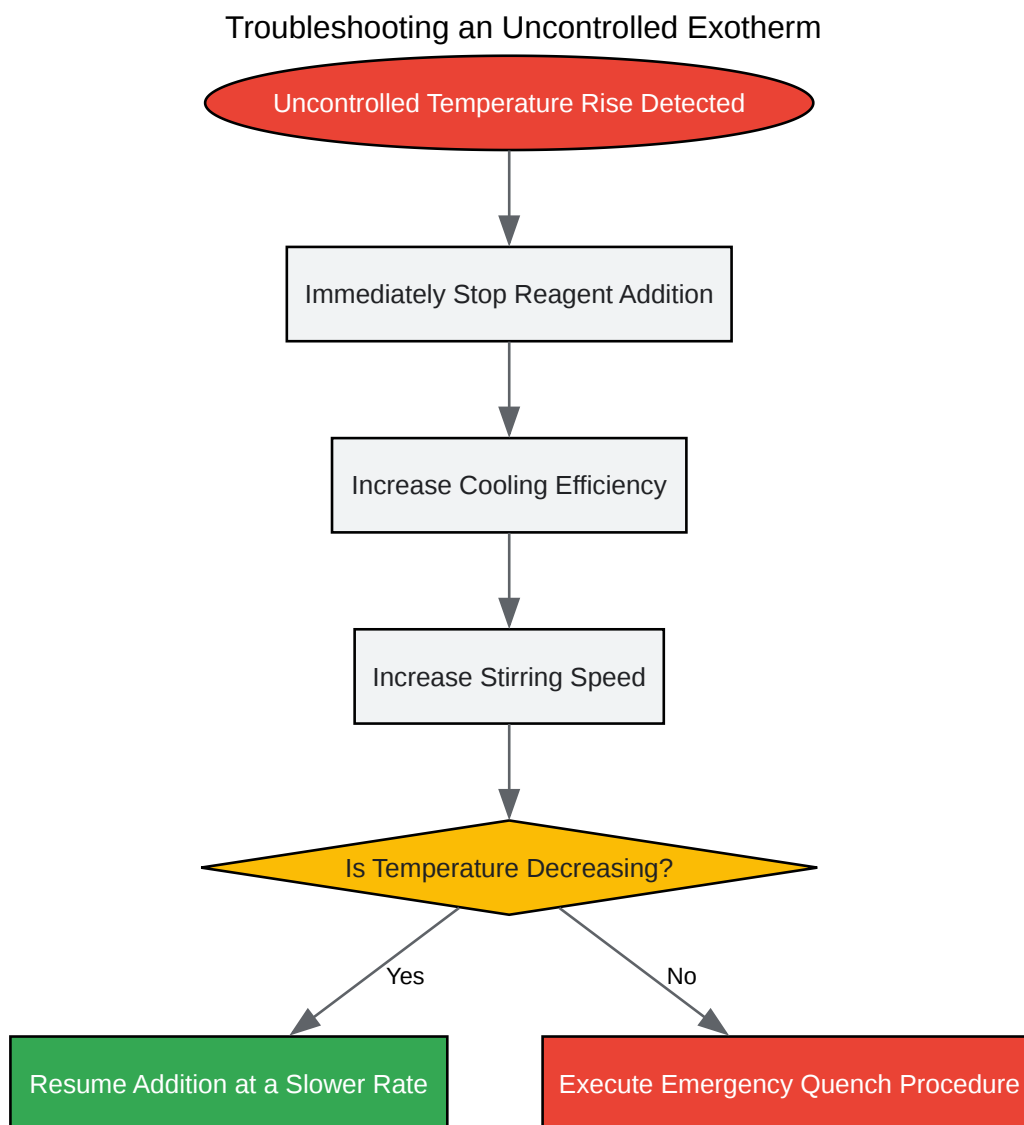 Troubleshooting an Uncontrolled Exotherm
Uncontrolled Temperature Rise Detected
Immediately Stop Reagent Addition
Increase Cooling Efficiency
Increase Stirring Speed
Is Temperature Decreasing?
Yes
No
Resume Addition at a Slower Rate
Execute Emergency Quench Procedure